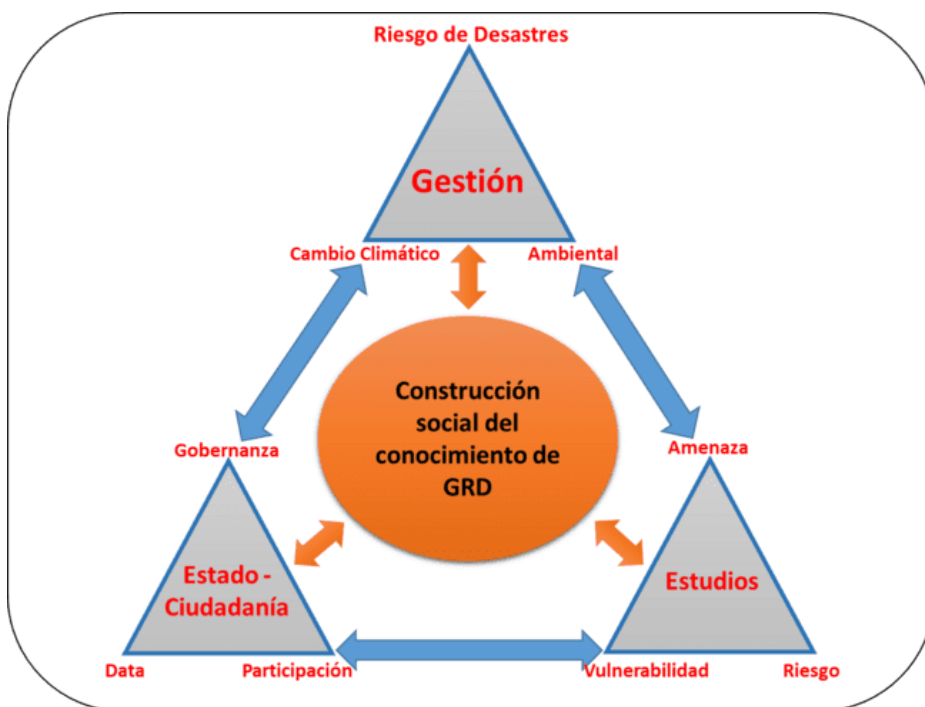 Riesgo de Desastres
Gestión
Cambio Climático
Ambiental
Construcción
social del
conocimiento de
GRD
Gobernanza
Amenaza
Estado -
Ciudadanía
Estudios
Data
Participación
Vulnerabilidad
Riesgo